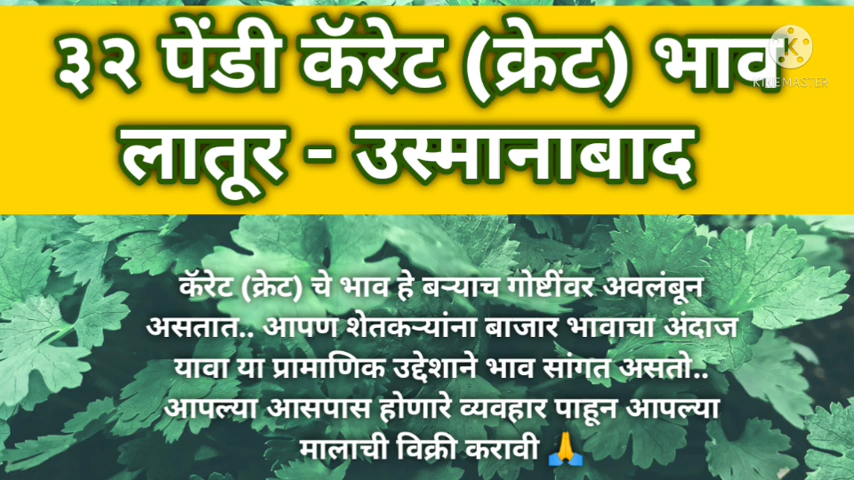 ३२ पेंडी कॅरेट (क्रेट) भाव
KINEMASTER
लातूर - उस्मानाबाद
कॅरेट (क्रेट) चे भाव हे बऱ्याच गोष्टींवर अवलंबून
असतात.. आपण शेतकऱ्यांना बाजार भावाचा अंदाज
यावा या प्रामाणिक उद्देशाने भाव सांगत असतो..
आपल्या आसपास होणारे व्यवहार पाहून आपल्या
मालाची विक्री करावी 🙏